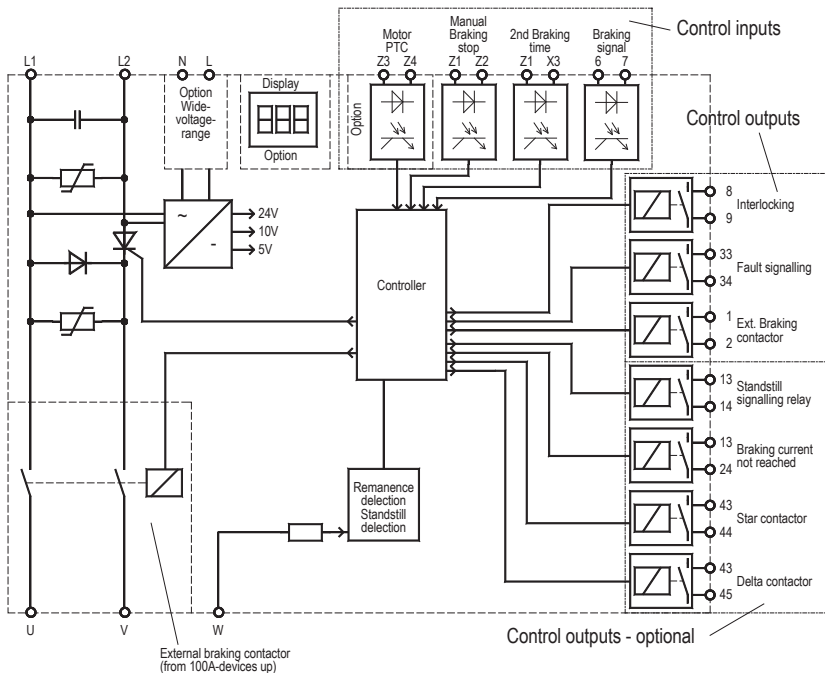 Control inputs
Motor
PTC
Manual
Braking
stop
2nd Braking
time
Braking
signal
L1
L2
N
L
Z3
Z4
Z1
Z2
Z1
X3
6
7
Option
Wide-
voltage-
range
Display
Option
Option
Control outputs
~
-
24V
10V
5V
Controller
8
9
Interlocking
33
34
Fault signalling
1
2
Ext. Braking
contactor
13
14
Standstill
signalling relay
13
24
Braking current
not reached
43
44
Star contactor
43
45
Delta contactor
Remanence
delection
Standstill
delection
U
V
W
Control outputs - optional
External braking contactor
(from 100A-devices up)